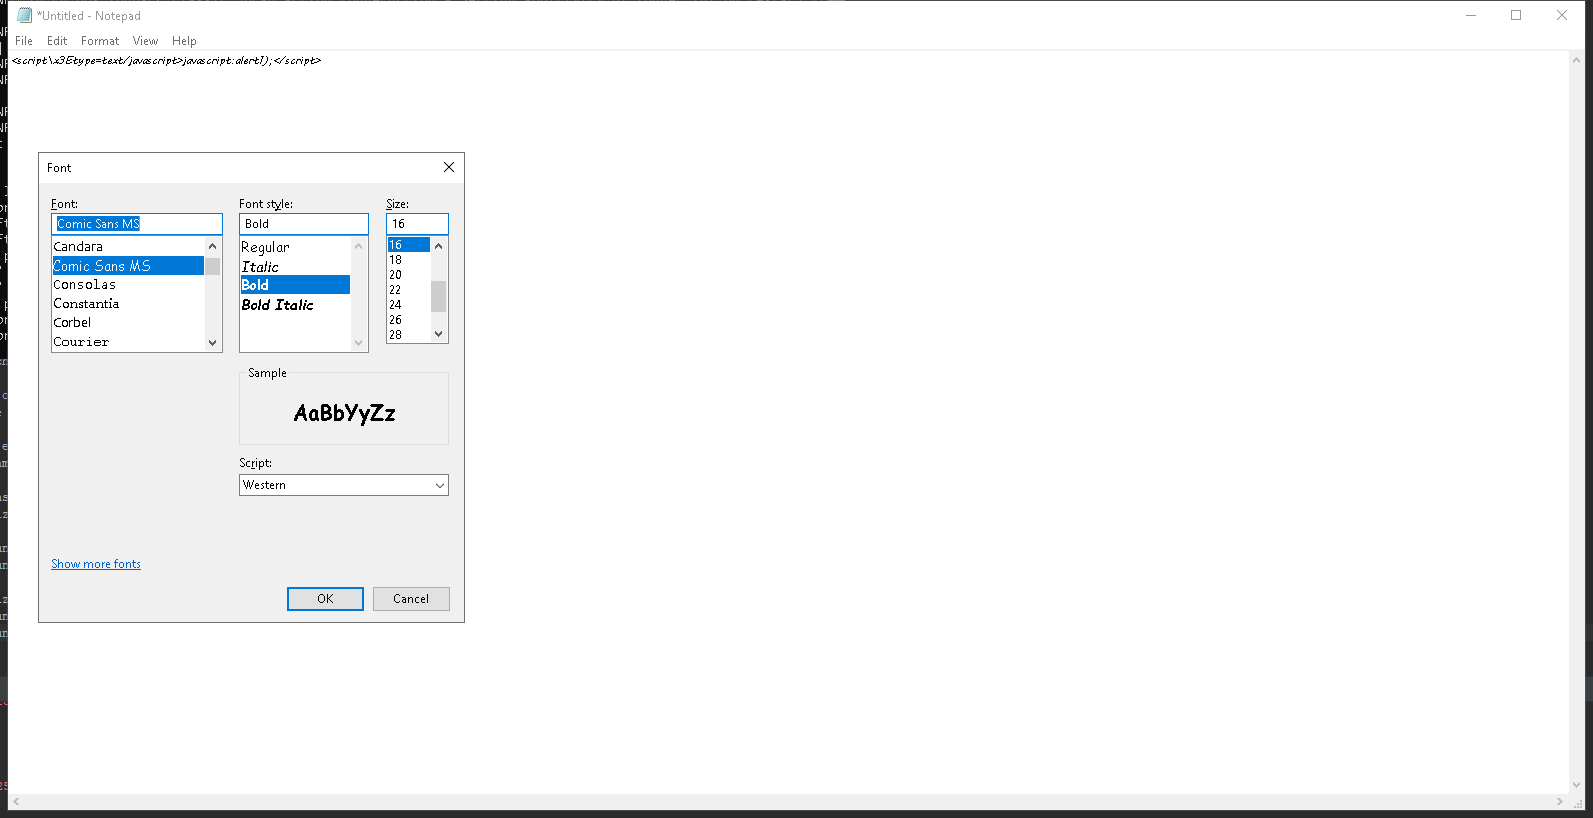 *Untitled - Notepad
File Edit Format View Help
<script\x3Etype=text/javascript>javascript:alert1);</script>
Font
Font: Font style: Size:
Comic Sans MS Bold 16
Candara Regular 16
Comic Sans MS Italic 18
Consolas Bold 20
Constantia Bold Italic 22
Corbel 24
Courier 26
28
Sample
AaBbYyZz
Script:
Western
Show more fonts
OK Cancel